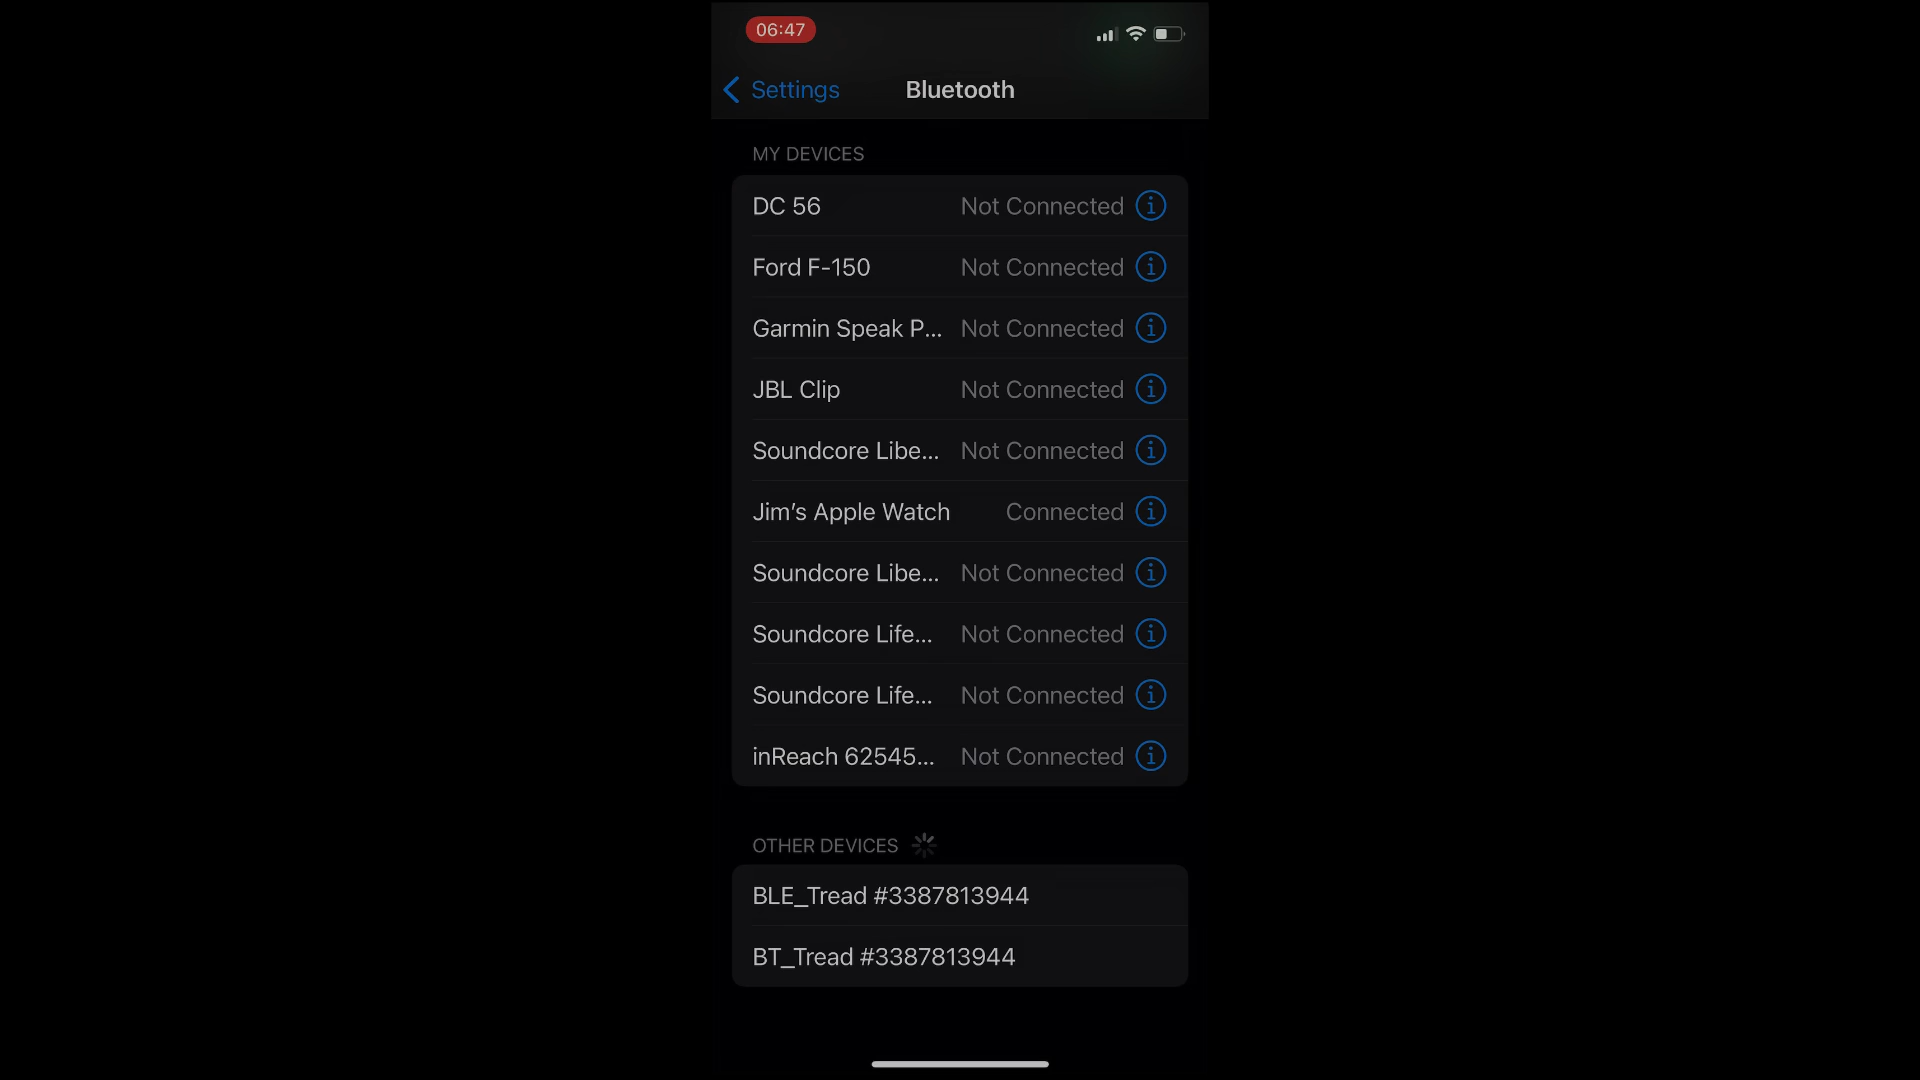 06:47
Settings
Bluetooth
MY DEVICES
DC 56 Not Connected
Ford F-150 Not Connected
Garmin Speak P... Not Connected
JBL Clip Not Connected
Soundcore Libe... Not Connected
Jim's Apple Watch Connected
Soundcore Libe... Not Connected
Soundcore Life... Not Connected
Soundcore Life... Not Connected
inReach 62545... Not Connected
OTHER DEVICES
BLE_Tread #3387813944
BT_Tread #3387813944